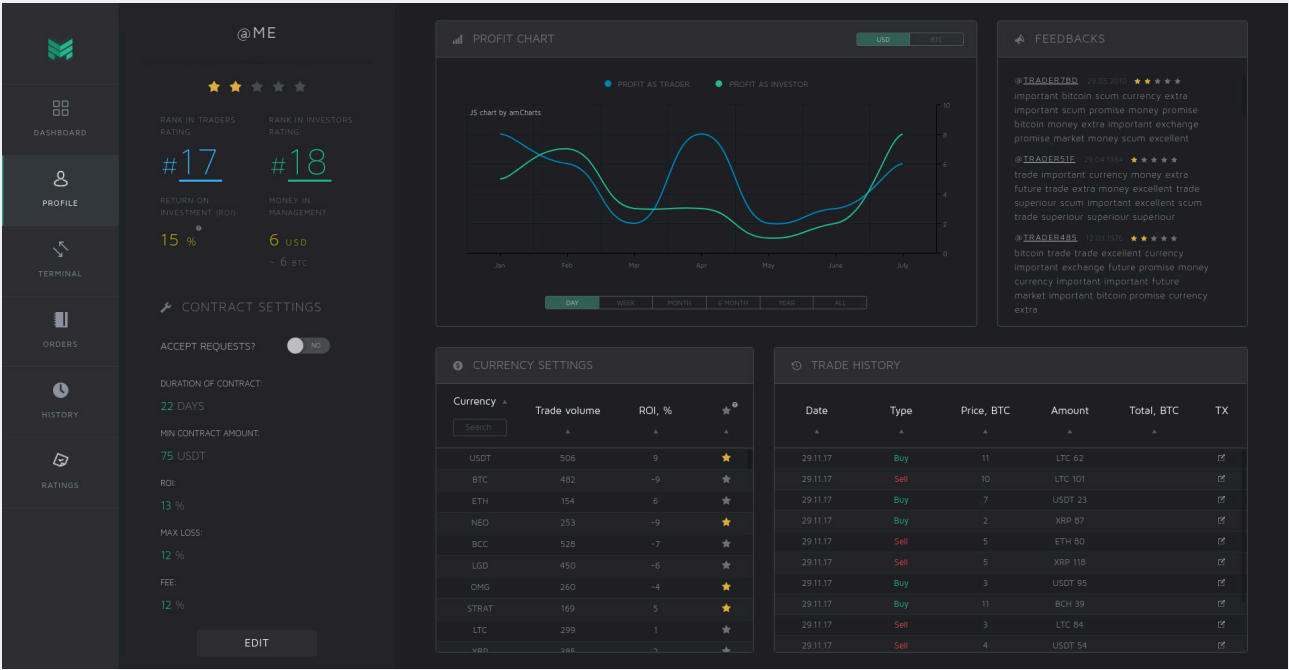 DASHBOARD
PROFILE
TERMINAL
ORDERS
HISTORY
RATINGS
@ME
RANK IN TRADERS RATING:
#17
RANK IN INVESTORS RATING:
#18
RETURN ON INVESTMENT (ROI):
15 %
MONEY IN MANAGEMENT:
6 USD
~ 6 BTC
CONTRACT SETTINGS
ACCEPT REQUESTS? NO
DURATION OF CONTRACT:
22 DAYS
MIN CONTRACT AMOUNT:
75 USDT
ROI:
13 %
MAX LOSS:
12 %
FEE:
12 %
EDIT
PROFIT CHART USD BTC
PROFIT AS TRADER PROFIT AS INVESTOR
JS chart by amCharts
10
8
6
4
2
0
Jan Feb Mar Apr May June July
DAY WEEK MONTH 6 MONTH YEAR ALL
FEEDBACKS
@TRADER7BD 29.03.2010
important bitcoin scum currency extra
important scum promise money promise
bitcoin money extra important exchange
promise market money scum excellent
@TRADER51F 29.04.1984
trade important currency money extra
future trade extra money excellent trade
superiour scum important excellent scum
trade superiour superiour superiour
@TRADER485 12.03.1976
bitcoin trade trade excellent currency
important exchange future promise money
currency important important future
market important bitcoin promise currency
extra
CURRENCY SETTINGS
Currency Trade volume ROI, %
Search
USDT 506 9
BTC 482 -9
ETH 154 6
NEO 253 -9
BCC 528 -7
LGD 450 -6
OMG 260 -4
STRAT 169 5
LTC 299 1
XRP 385 2
TRADE HISTORY
Date Type Price, BTC Amount Total, BTC TX
29.11.17 Buy 11 LTC 62
29.11.17 Sell 10 LTC 101
29.11.17 Buy 7 USDT 23
29.11.17 Buy 2 XRP 87
29.11.17 Sell 5 ETH 80
29.11.17 Sell 5 XRP 118
29.11.17 Buy 3 USDT 95
29.11.17 Buy 11 BCH 39
29.11.17 Sell 3 LTC 84
29.11.17 Sell 4 USDT 54